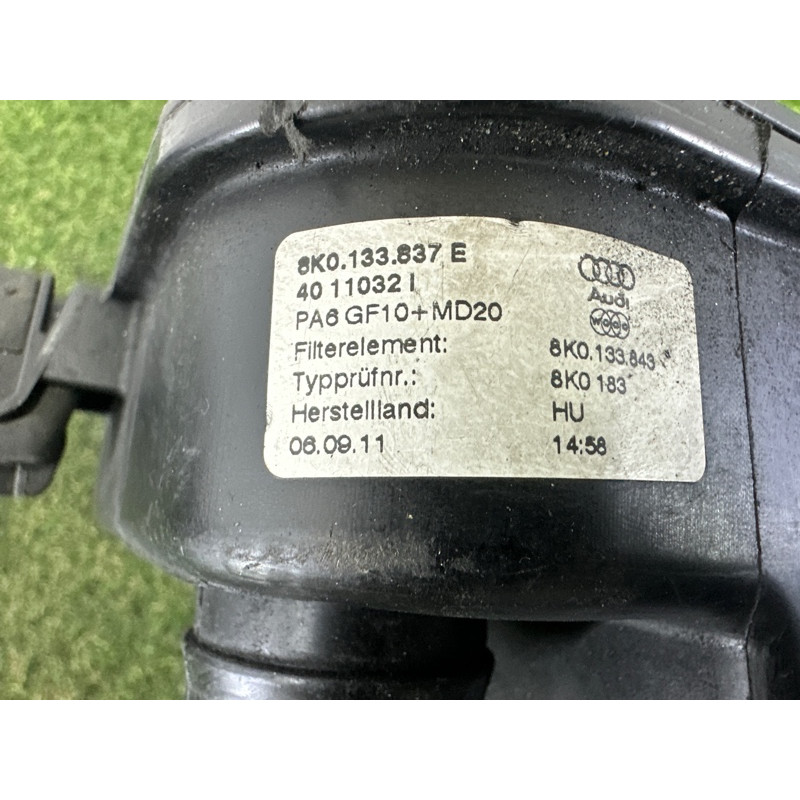 8K0.133.837 E
40 11032 I
PA6 GF10+MD20
Audi
Filterelement: 8K0.133.843
Typprüfnr.: 8K0 183
Herstellland: HU
06.09.11 14:58